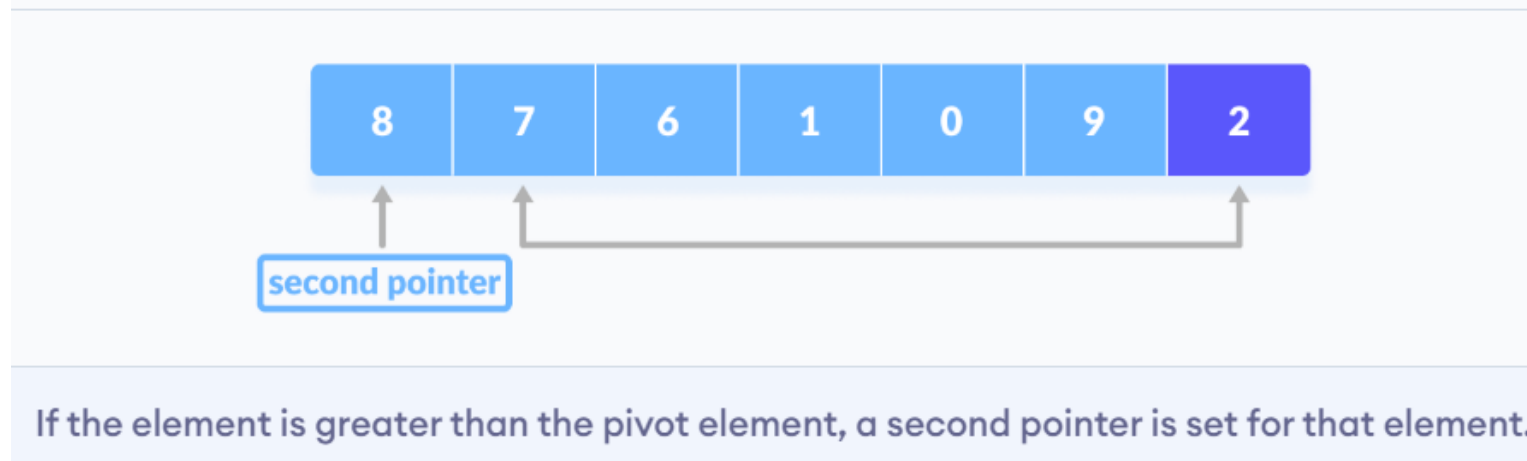 8 7 6 1 0 9 2
second pointer
If the element is greater than the pivot element, a second pointer is set for that element.